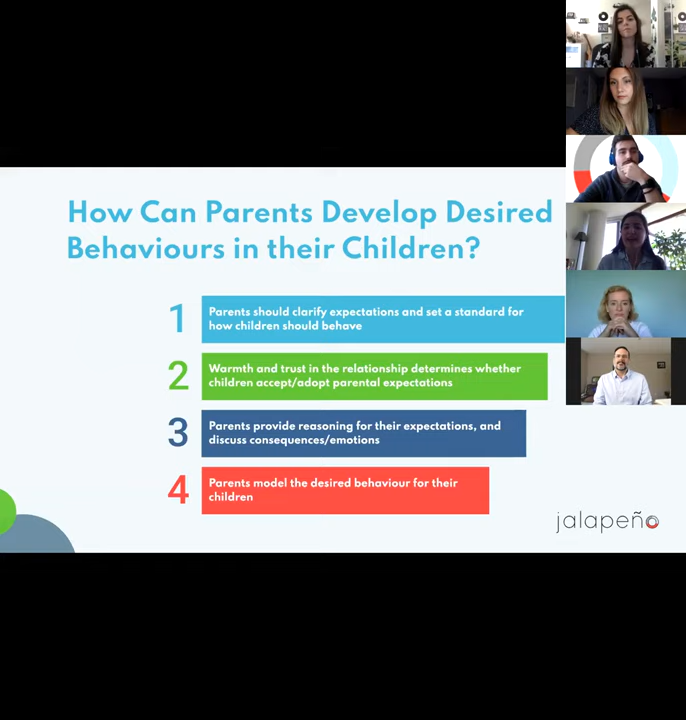 How Can Parents Develop Desired
Behaviours in their Children?
1
Parents should clarify expectations and set a standard for
how children should behave
2
Warmth and trust in the relationship determines whether
children accept/adopt parental expectations
3
Parents provide reasoning for their expectations, and
discuss consequences/emotions
4
Parents model the desired behaviour for their
children
jalapeño